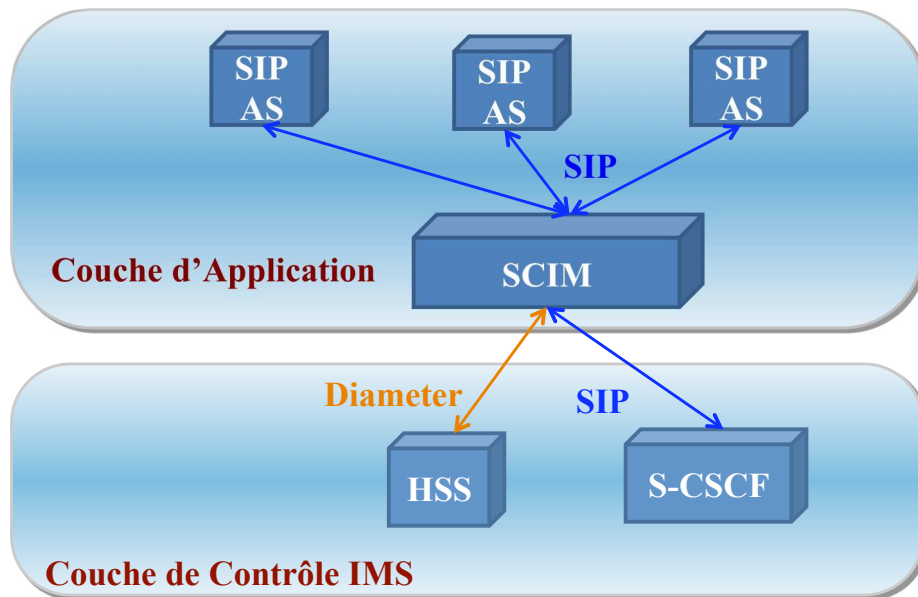 SIP
AS
SIP
AS
SIP
AS
SIP
SCIM
Couche d’Application
Diameter
SIP
HSS
S-CSCF
Couche de Contrôle IMS